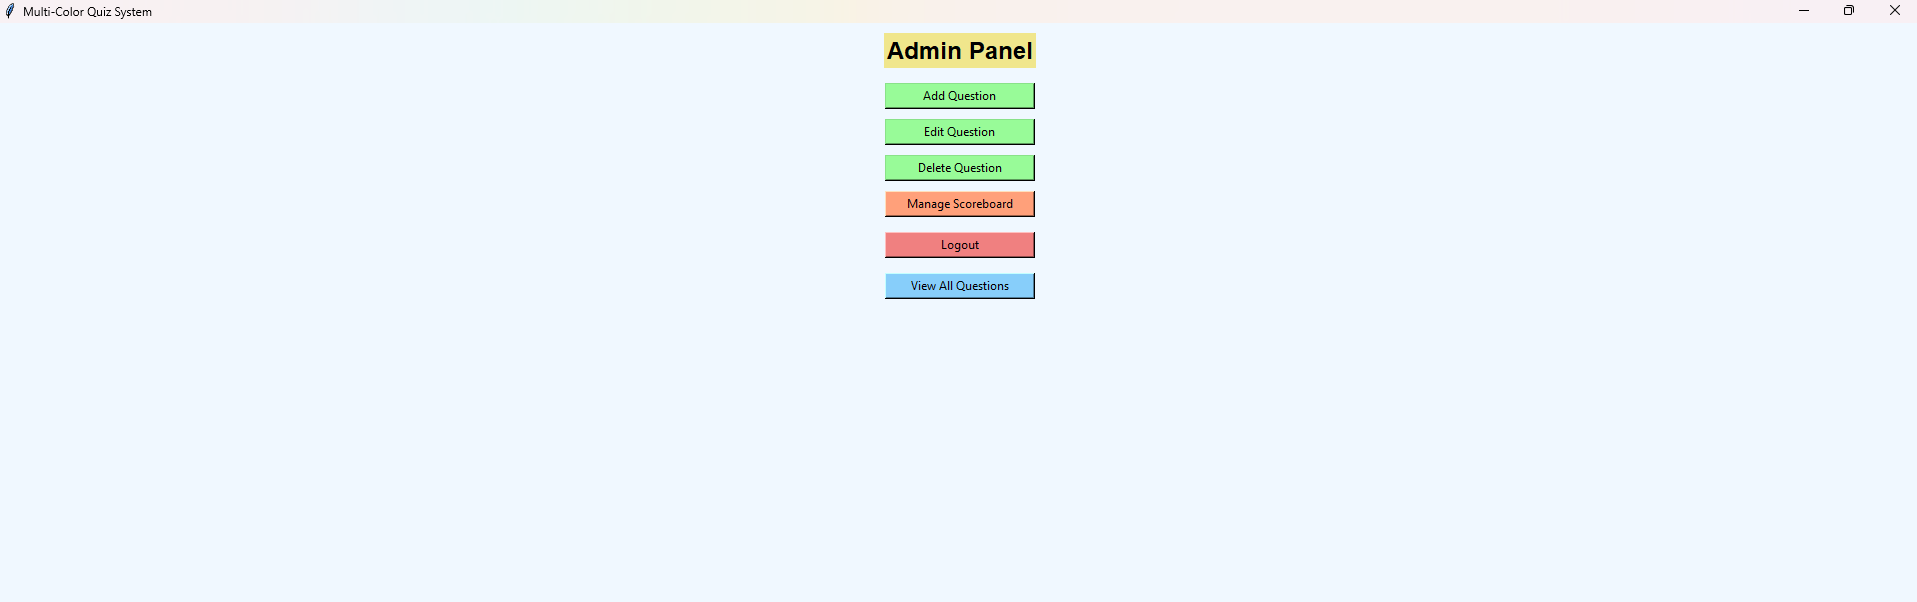 Multi-Color Quiz System
Admin Panel
Add Question
Edit Question
Delete Question
Manage Scoreboard
Logout
View All Questions